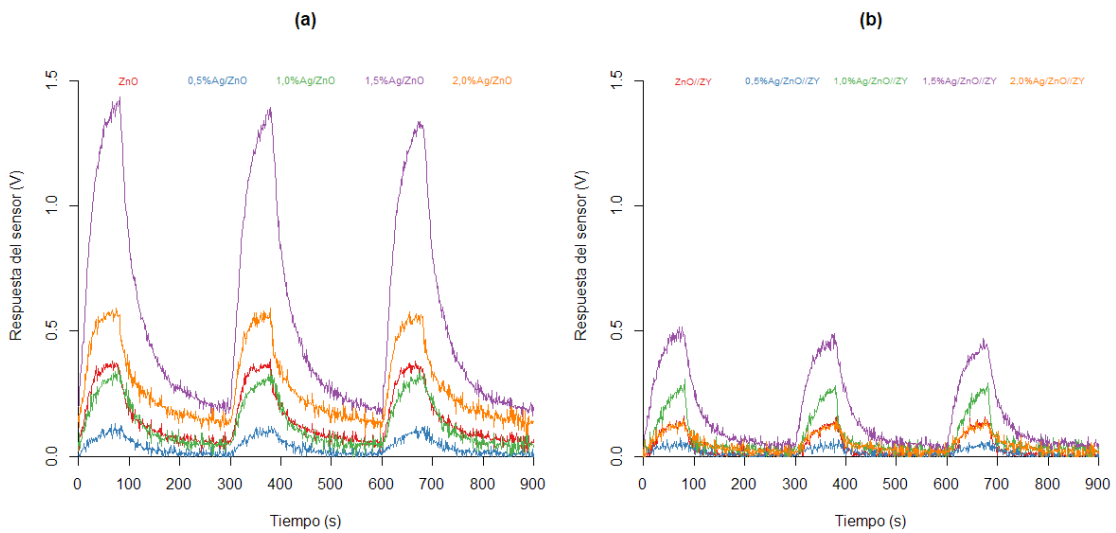 (a)
ZnO 0,5%Ag/ZnO 1,0%Ag/ZnO 1,5%Ag/ZnO 2,0%Ag/ZnO
Respuesta del sensor (V)
1.5
1.0
0.5
0.0
0 100 200 300 400 500 600 700 800 900
Tiempo (s)
(b)
ZnO//ZY 0,5%Ag/ZnO//ZY 1,0%Ag/ZnO//ZY 1,5%Ag/ZnO//ZY 2,0%Ag/ZnO//ZY
Respuesta del sensor (V)
1.5
1.0
0.5
0.0
0 100 200 300 400 500 600 700 800 900
Tiempo (s)